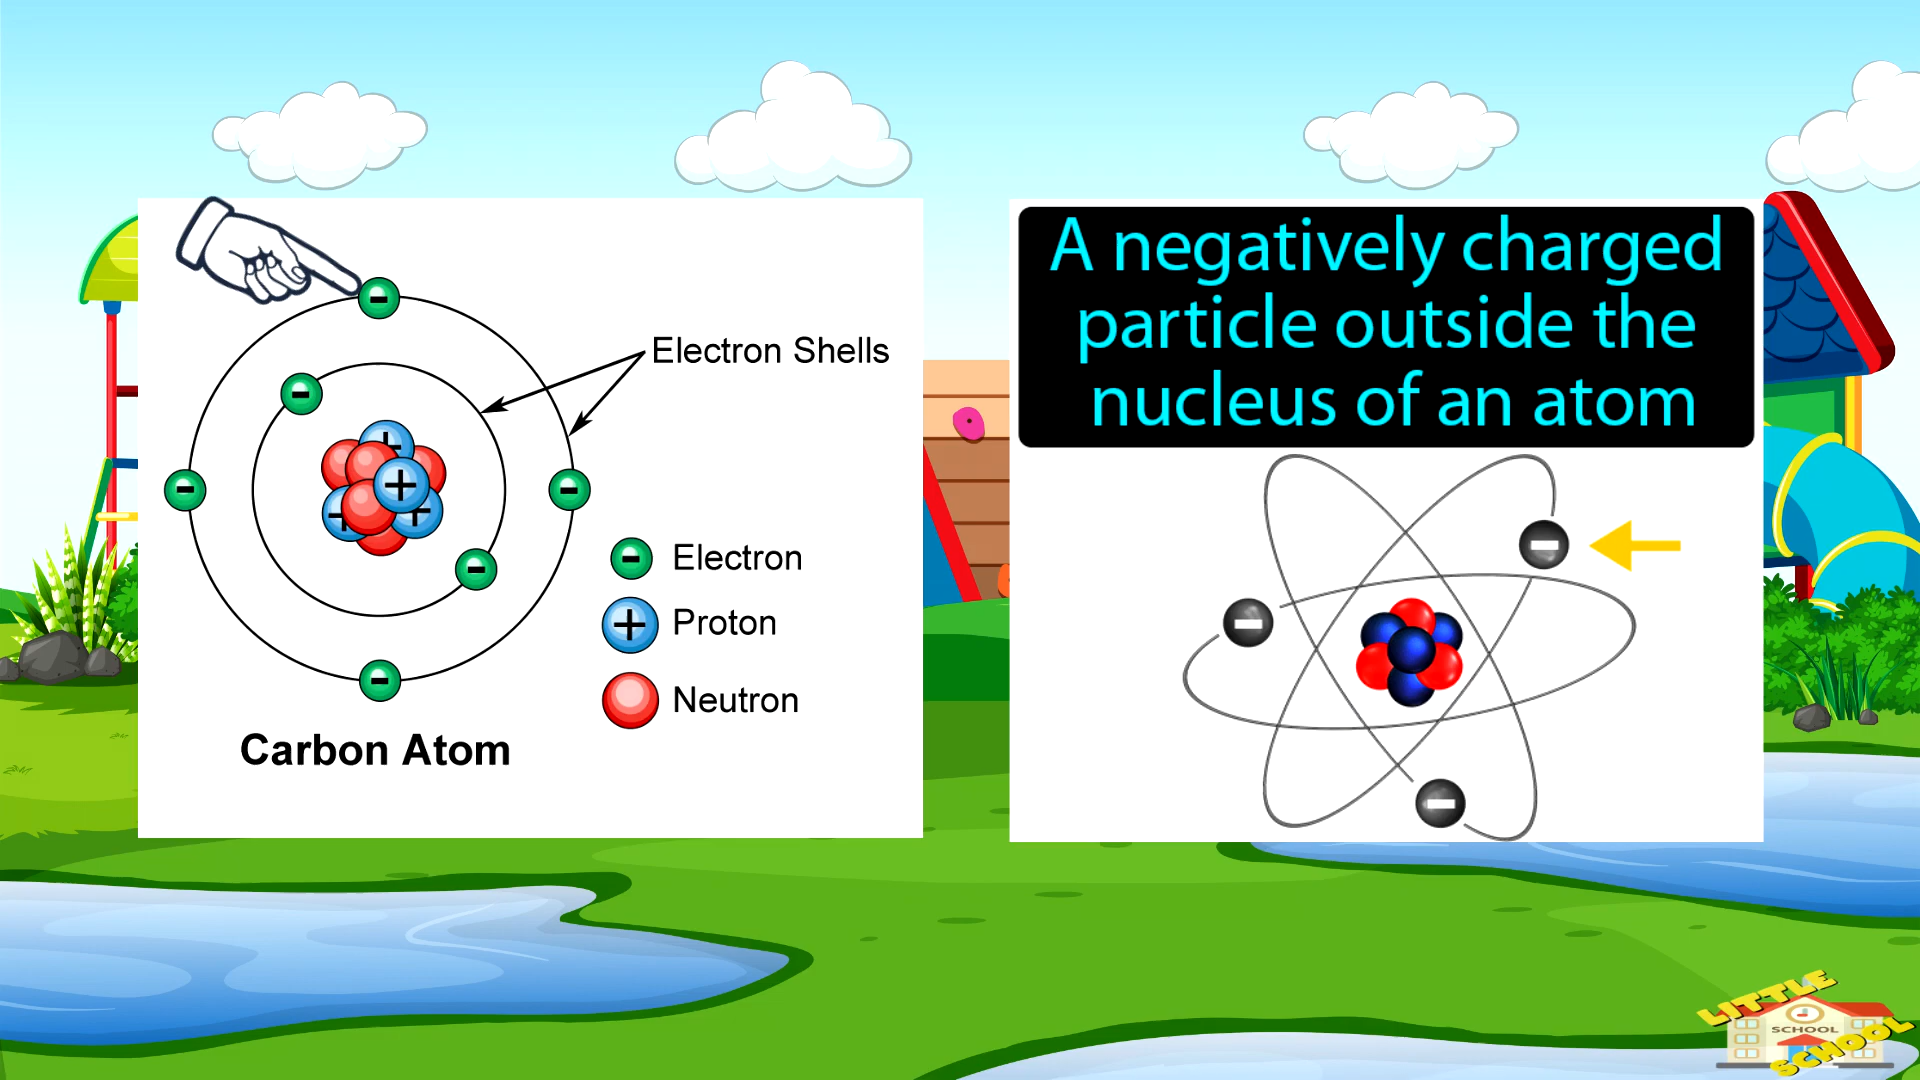 Electron Shells
Electron
Proton
Neutron
Carbon Atom
A negatively charged
particle outside the
nucleus of an atom
LITTLE
SCHOOL
SCHOOL